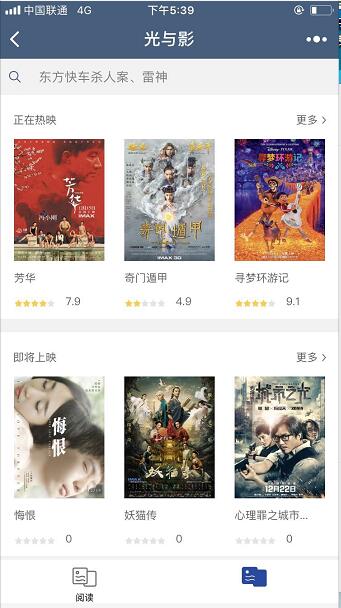 中国联通 4G 下午5:39
光与影
东方快车杀人案、雷神
正在热映 更多
芳华
冯小刚
IMAX
奇门遁甲
IMAX 3D
寻梦环游记
芳华 奇门遁甲 寻梦环游记
7.9 4.9 9.1
即将上映 更多
悔恨
妖猫传
城市之光
12月22日
悔恨 妖猫传 心理罪之城市...
0 0 0
阅读